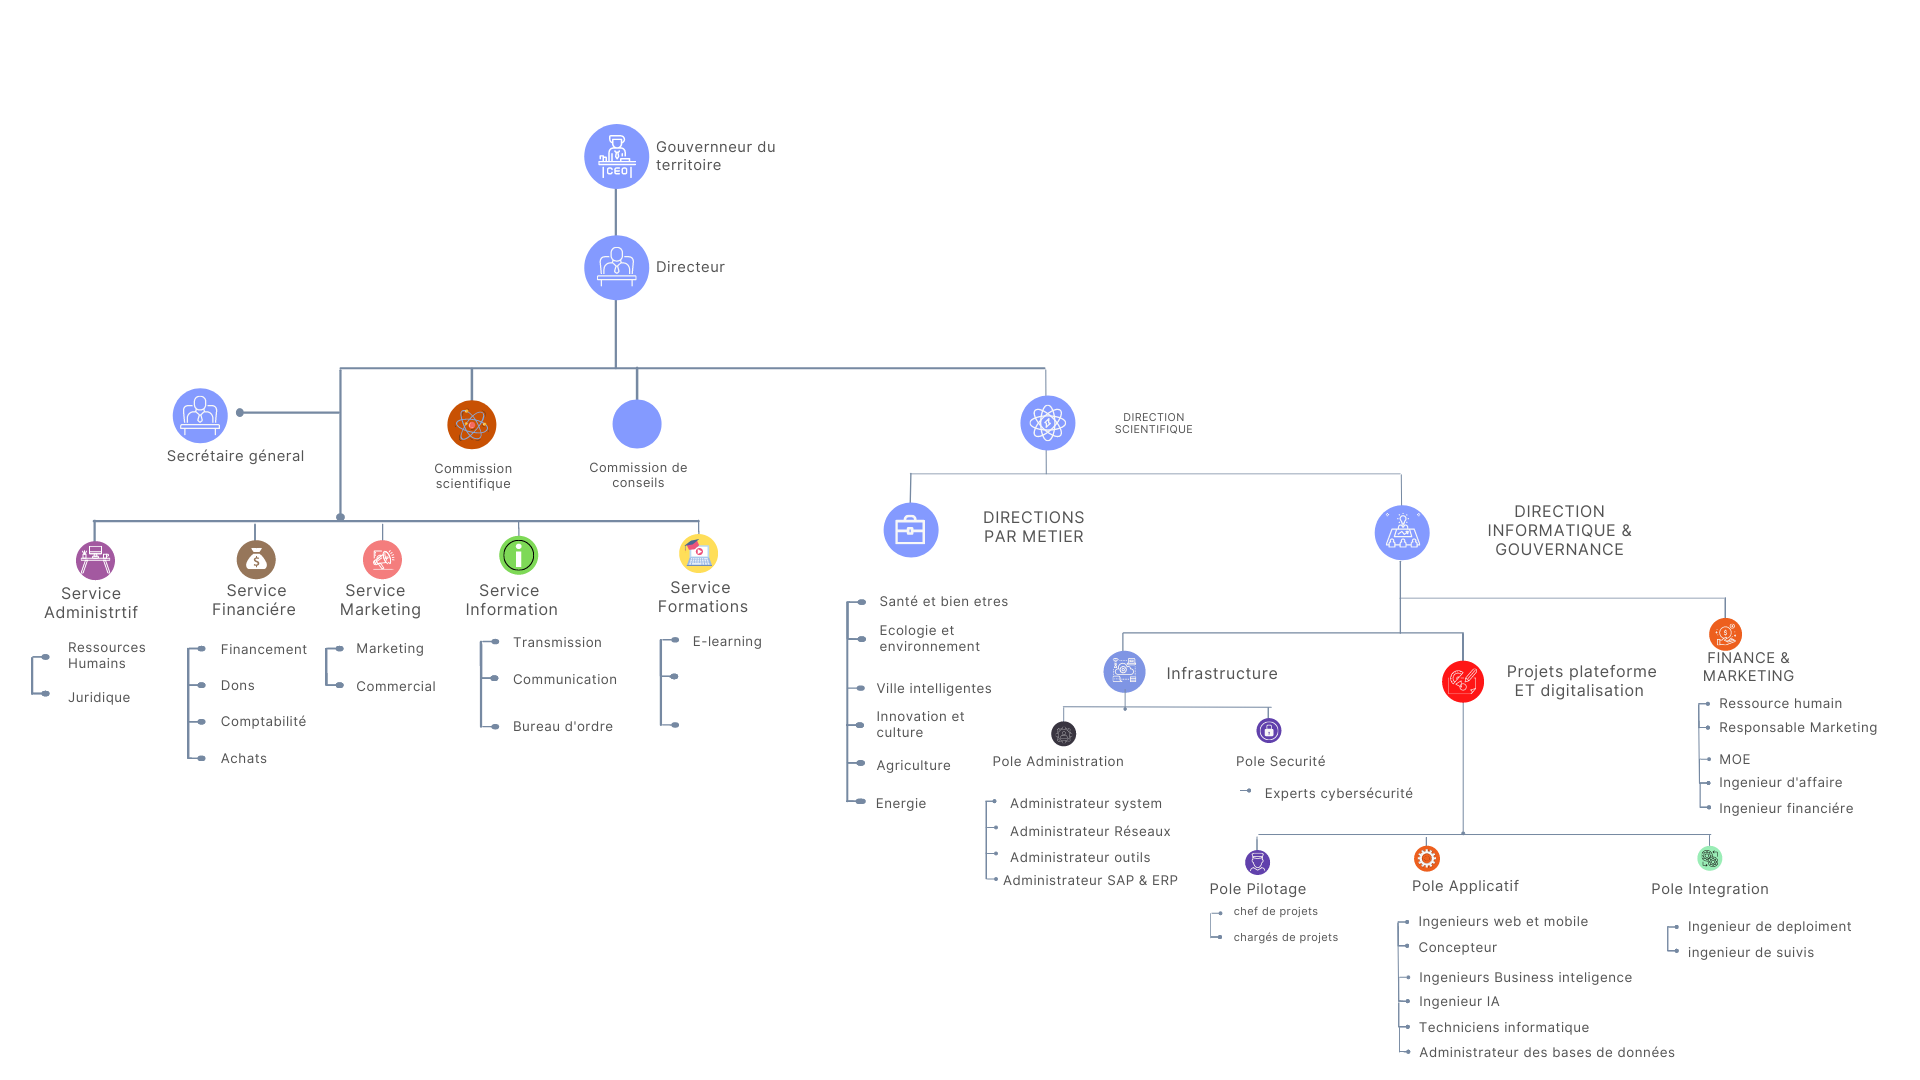 Gouvernneur du
territoire
CEO
Directeur
Secrétaire géneral
Commission
scientifique
Commission de
conseils
DIRECTION
SCIENTIFIQUE
DIRECTIONS
PAR METIER
DIRECTION
INFORMATIQUE &
GOUVERNANCE
Service
Administrtif
Ressources
Humains
Juridique
Service
Financiére
Financement
Dons
Comptabilité
Achats
Service
Marketing
Marketing
Commercial
Service
Information
Transmission
Communication
Bureau d'ordre
Service
Formations
E-learning
Santé et bien etres
Ecologie et
environnement
Ville intelligentes
Innovation et
culture
Agriculture
Energie
Infrastructure
Projets plateforme
ET digitalisation
FINANCE &
MARKETING
Ressource humain
Responsable Marketing
MOE
Ingenieur d'affaire
Ingenieur financiére
Pole Administration
Administrateur system
Administrateur Réseaux
Administrateur outils
Administrateur SAP & ERP
Pole Securité
Experts cybersécurité
Pole Pilotage
chef de projets
chargés de projets
Pole Applicatif
Ingenieurs web et mobile
Concepteur
Ingenieurs Business inteligence
Ingenieur IA
Techniciens informatique
Administrateur des bases de données
Pole Integration
Ingenieur de deploiment
ingenieur de suivis